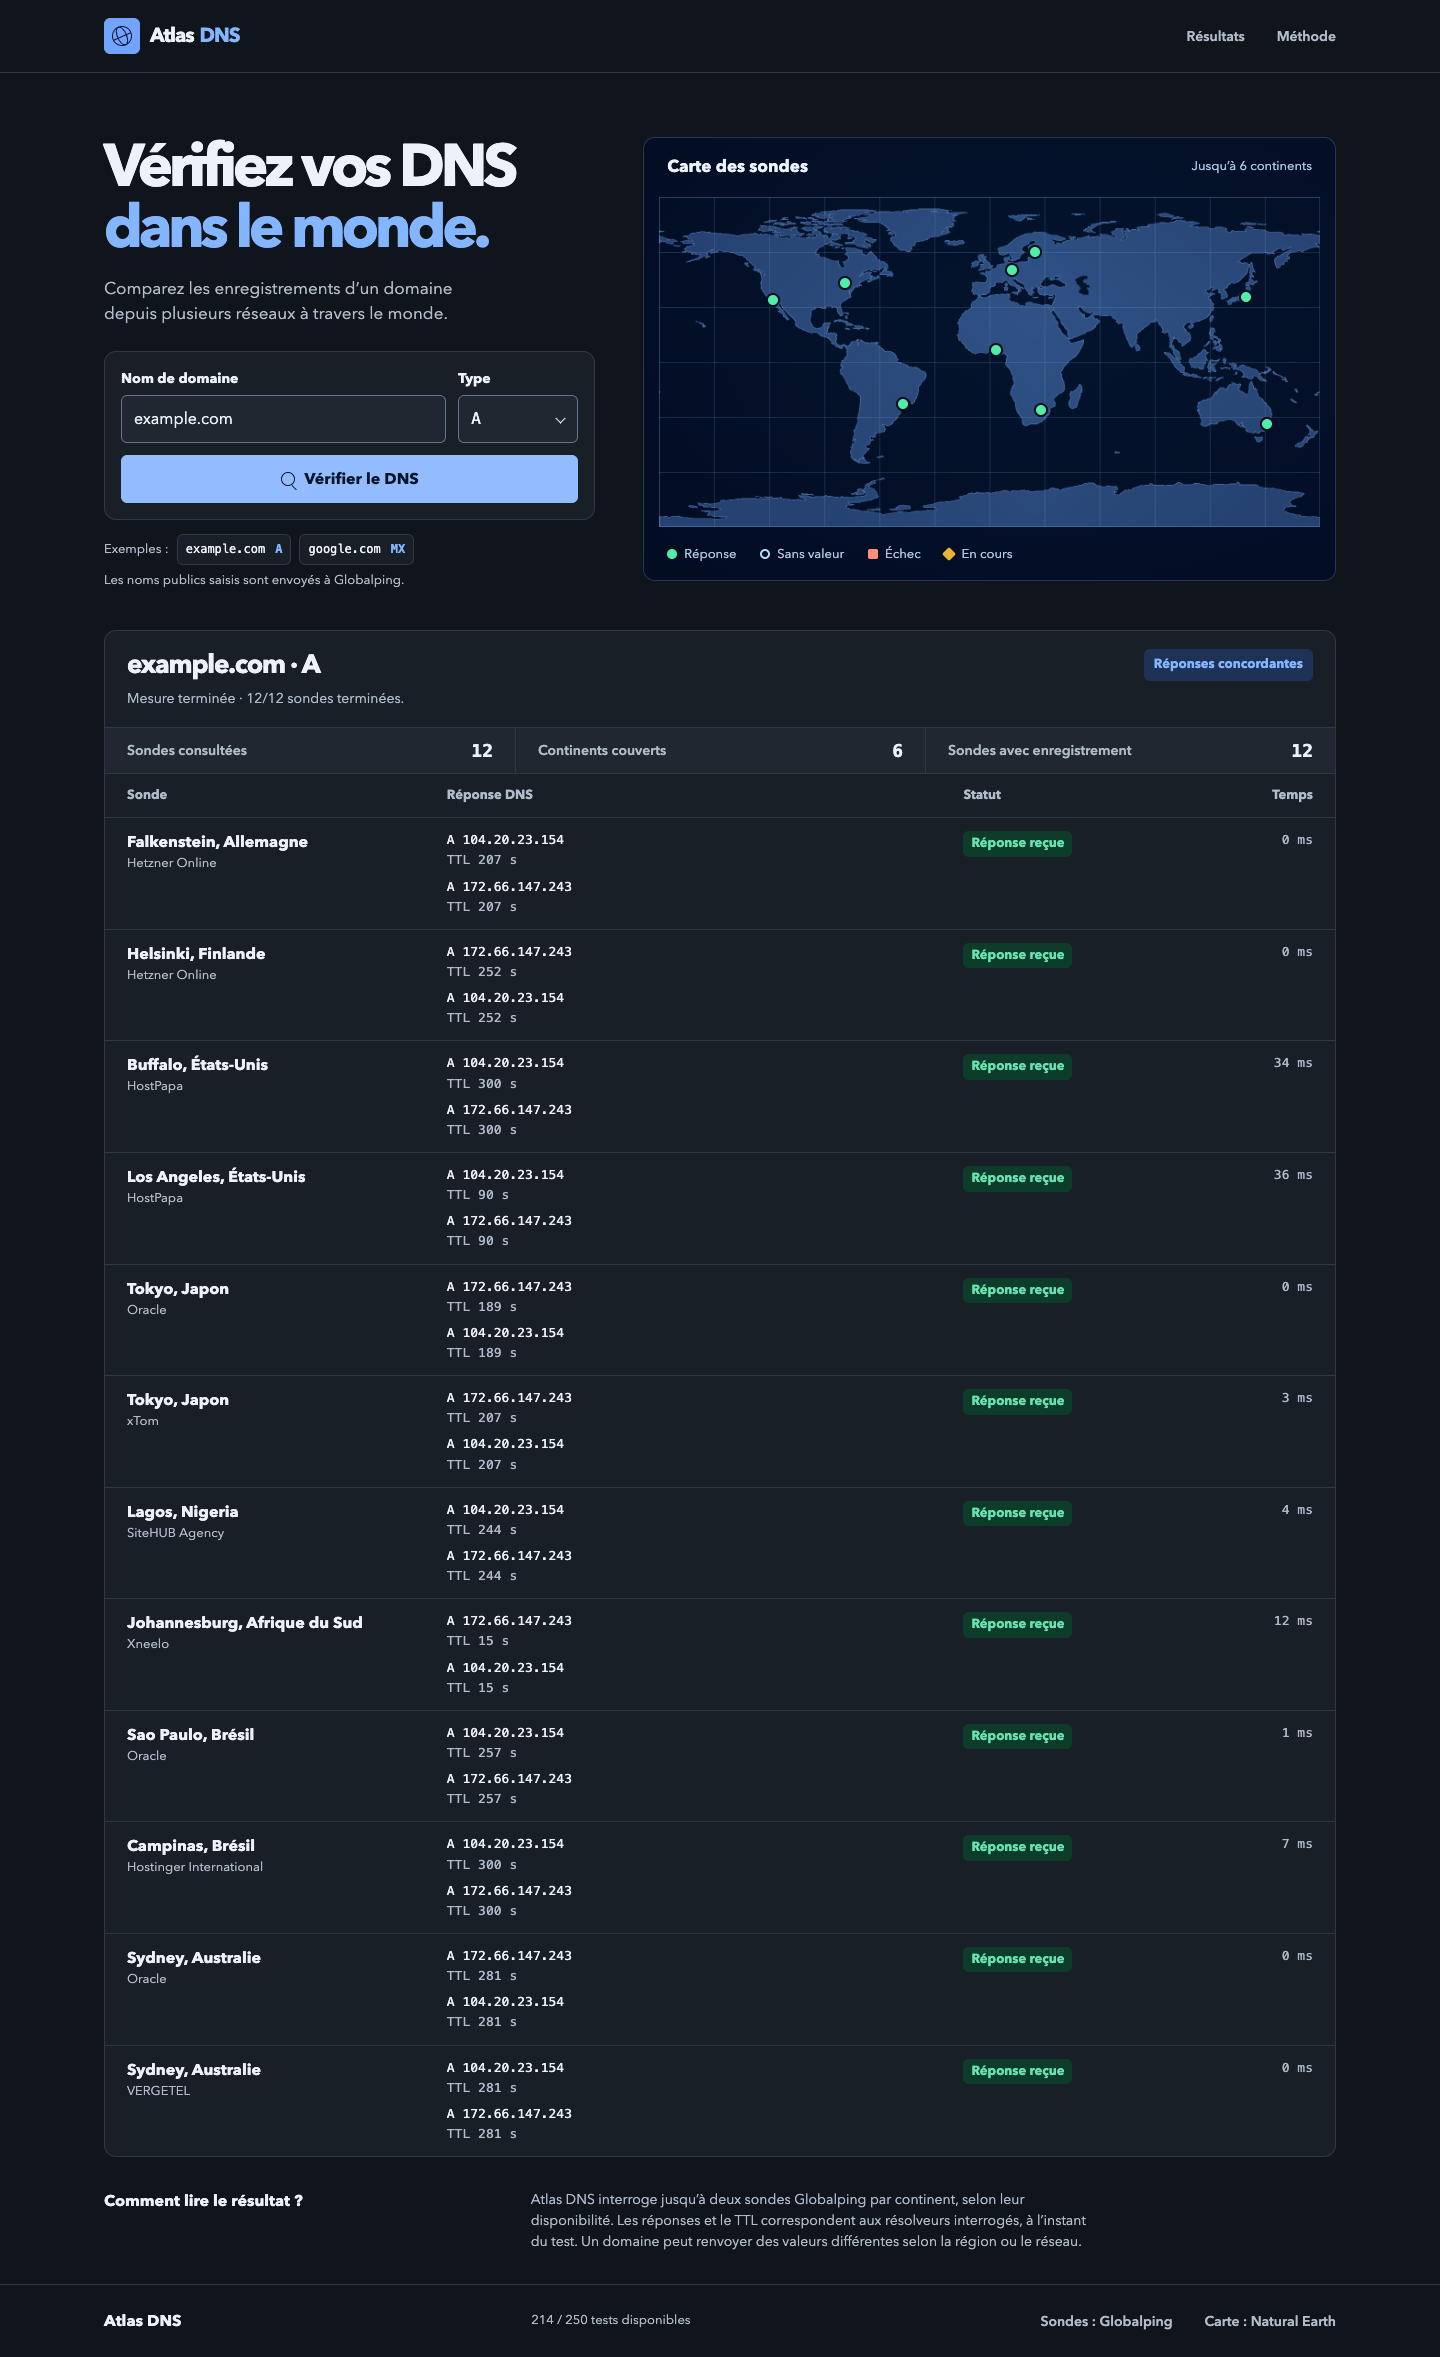 Atlas DNS
Résultats
Méthode
Vérifiez vos DNS
dans le monde.
Comparez les enregistrements d’un domaine
depuis plusieurs réseaux à travers le monde.
Nom de domaine
Type
example.com
A
Vérifier le DNS
Exemples :
example.com A
google.com MX
Les noms publics saisis sont envoyés à Globalping.
Carte des sondes
Jusqu’à 6 continents
Réponse
Sans valeur
Échec
En cours
example.com · A
Réponses concordantes
Mesure terminée · 12/12 sondes terminées.
Sondes consultées 12
Continents couverts 6
Sondes avec enregistrement 12
Sonde Réponse DNS Statut Temps
Falkenstein, Allemagne
Hetzner Online
A 104.20.23.154
TTL 207 s
A 172.66.147.243
TTL 207 s
Réponse reçue
0 ms
Helsinki, Finlande
Hetzner Online
A 172.66.147.243
TTL 252 s
A 104.20.23.154
TTL 252 s
Réponse reçue
0 ms
Buffalo, États-Unis
HostPapa
A 104.20.23.154
TTL 300 s
A 172.66.147.243
TTL 300 s
Réponse reçue
34 ms
Los Angeles, États-Unis
HostPapa
A 104.20.23.154
TTL 90 s
A 172.66.147.243
TTL 90 s
Réponse reçue
36 ms
Tokyo, Japon
Oracle
A 172.66.147.243
TTL 189 s
A 104.20.23.154
TTL 189 s
Réponse reçue
0 ms
Tokyo, Japon
xTom
A 172.66.147.243
TTL 207 s
A 104.20.23.154
TTL 207 s
Réponse reçue
3 ms
Lagos, Nigeria
SiteHUB Agency
A 104.20.23.154
TTL 244 s
A 172.66.147.243
TTL 244 s
Réponse reçue
4 ms
Johannesburg, Afrique du Sud
Xneelo
A 172.66.147.243
TTL 15 s
A 104.20.23.154
TTL 15 s
Réponse reçue
12 ms
Sao Paulo, Brésil
Oracle
A 104.20.23.154
TTL 257 s
A 172.66.147.243
TTL 257 s
Réponse reçue
1 ms
Campinas, Brésil
Hostinger International
A 104.20.23.154
TTL 300 s
A 172.66.147.243
TTL 300 s
Réponse reçue
7 ms
Sydney, Australie
Oracle
A 172.66.147.243
TTL 281 s
A 104.20.23.154
TTL 281 s
Réponse reçue
0 ms
Sydney, Australie
VERGETEL
A 104.20.23.154
TTL 281 s
A 172.66.147.243
TTL 281 s
Réponse reçue
0 ms
Comment lire le résultat ?
Atlas DNS interroge jusqu’à deux sondes Globalping par continent, selon leur
disponibilité. Les réponses et le TTL correspondent aux résolveurs interrogés, à l’instant
du test. Un domaine peut renvoyer des valeurs différentes selon la région ou le réseau.
Atlas DNS
214 / 250 tests disponibles
Sondes : Globalping
Carte : Natural Earth